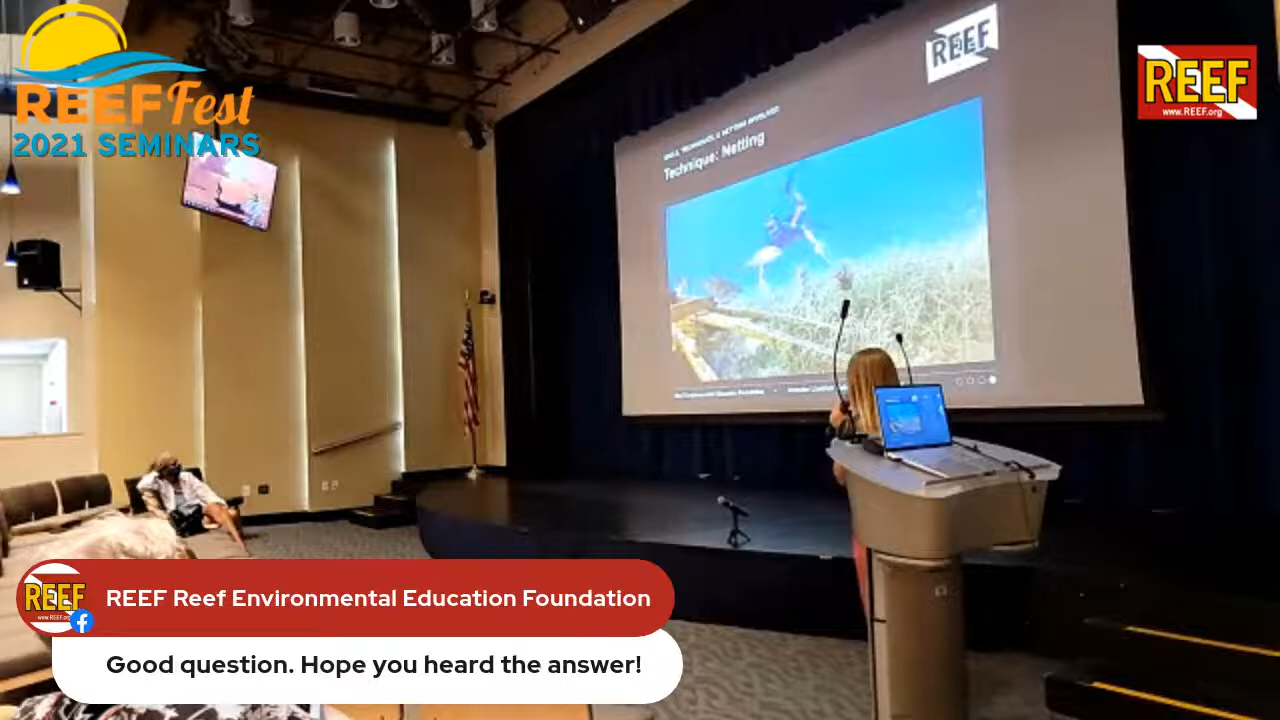 REEF Fest
2021 SEMINARS
REEF
www.REEF.org
REEF
Technique: Netting
REEF
REEF Reef Environmental Education Foundation
Good question. Hope you heard the answer!